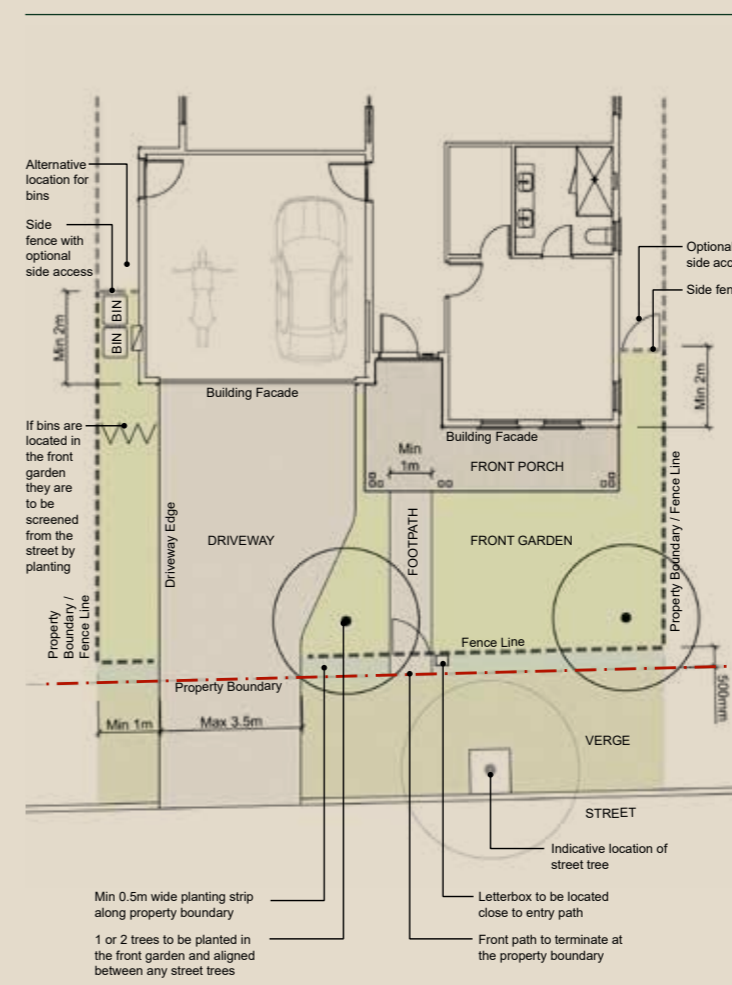 Alternative
location for
bins
Side
fence with
optional
side access
BIN
BIN
Min 2m
If bins are
located in
the front
garden
they are
to be
screened
from the
street by
planting
Property
Boundary /
Fence Line
Building Facade
Driveway Edge
DRIVEWAY
Min
1m
FOOTPATH
Building Facade
FRONT PORCH
FRONT GARDEN
Optional
side acc
Side fen
Min 2m
Property Boundary / Fence Line
Fence Line
Property Boundary
500mm
Min 1m
Max 3.5m
VERGE
STREET
Indicative location of
street tree
Min 0.5m wide planting strip
along property boundary
Letterbox to be located
close to entry path
1 or 2 trees to be planted in
the front garden and aligned
between any street trees
Front path to terminate at
the property boundary